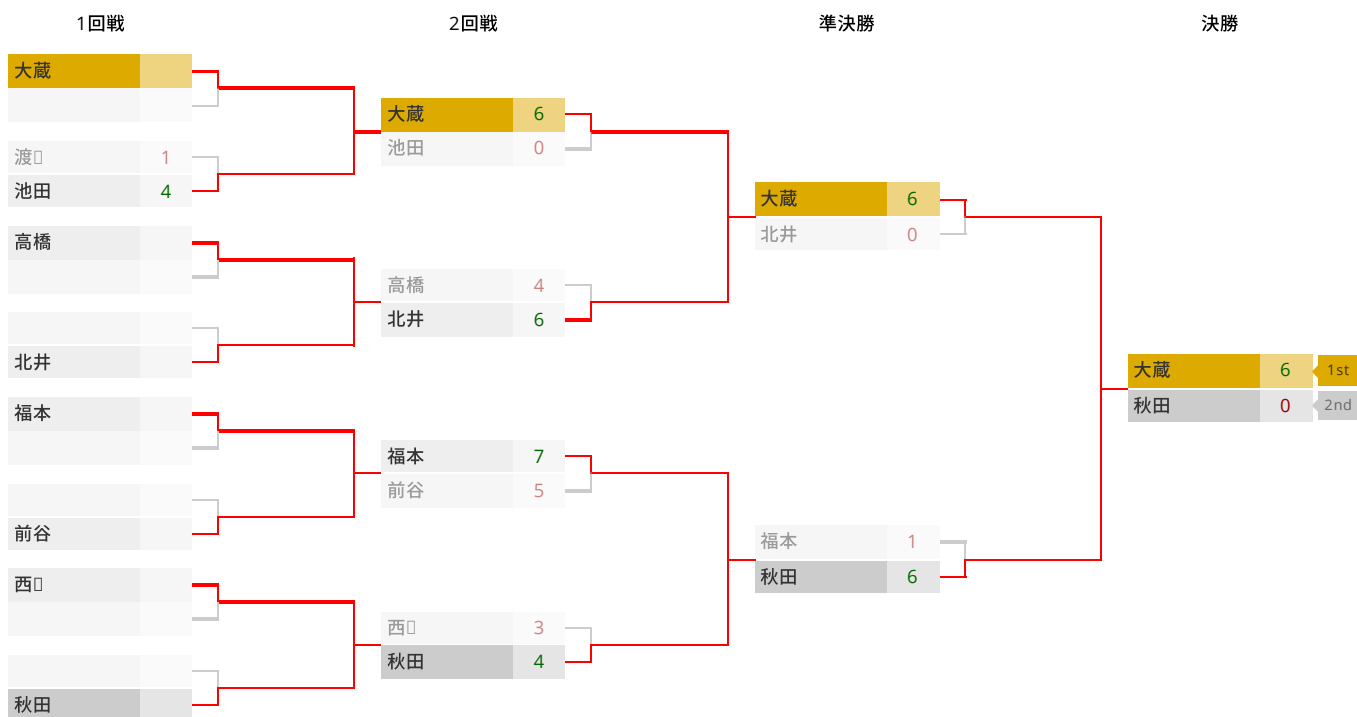 1回戦 2回戦 準決勝 決勝
大蔵
渡 1
池田 4
高橋
北井
福本
前谷
西
秋田
大蔵 6
池田 0
高橋 4
北井 6
福本 7
前谷 5
西 3
秋田 4
大蔵 6
北井 0
福本 1
秋田 6
大蔵 6 1st
秋田 0 2nd